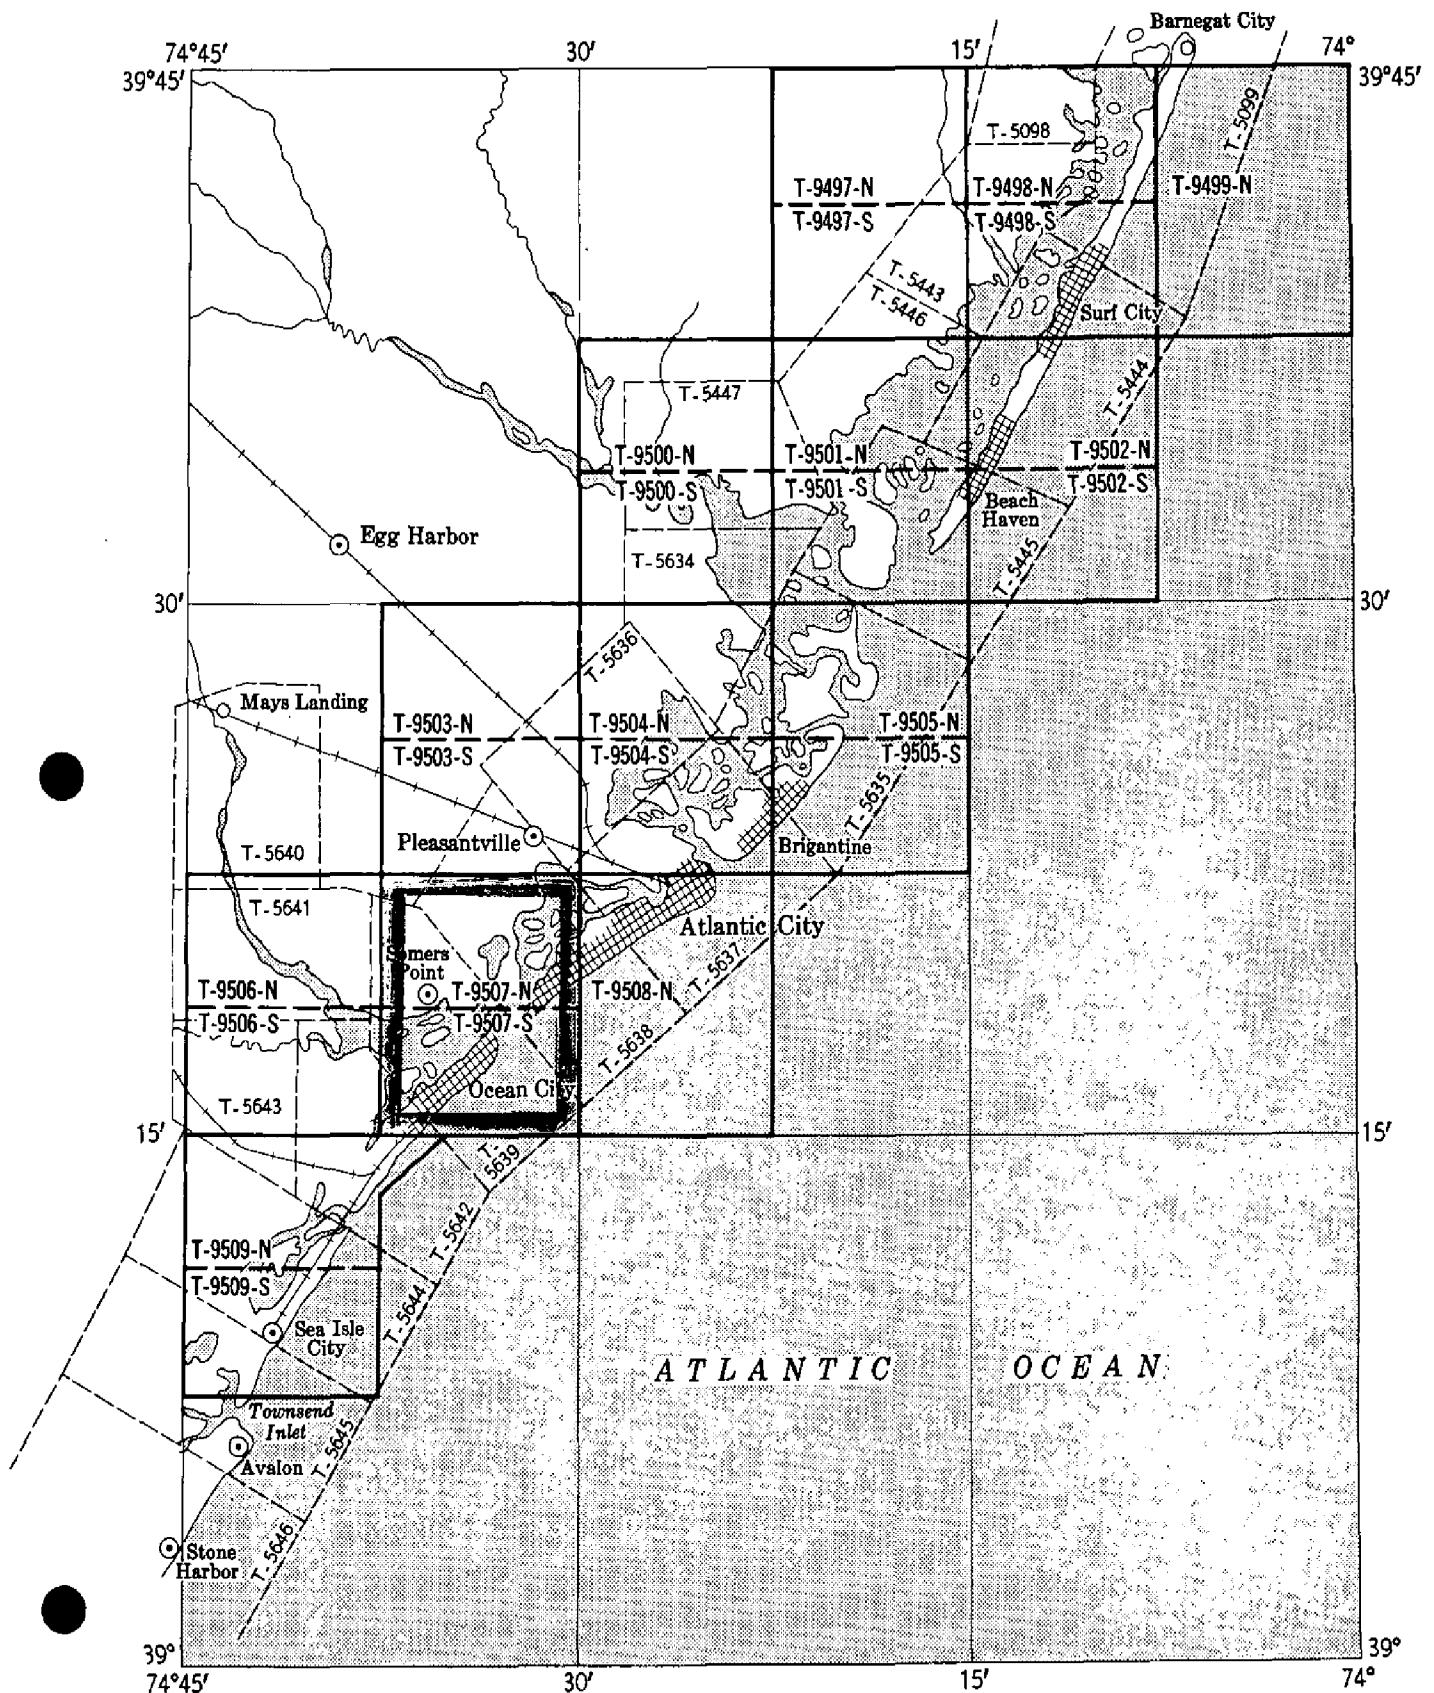 Barnegat City
74°45′
30′
15′
74°
39°45′
39°45′
T-5098
T-5099
T-9497-N
T-9498-N
T-9499-N
T-9497-S
T-9498-S
T-5443
T-5446
Surf City
T-5444
T-5447
T-9500-N
T-9501-N
T-9502-N
T-9500-S
T-9501-S
T-9502-S
Beach
Haven
Egg Harbor
T-5634
T-5445
30′
30′
T-5636
Mays Landing
T-9503-N
T-9504-N
T-9505-N
T-9503-S
T-9504-S
T-9505-S
T-5635
Pleasantville
Brigantine
T-5640
T-5641
Atlantic City
Somers
Point
T-5637
T-9506-N
T-9507-N
T-9508-N
T-9506-S
T-9507-S
T-5638
Ocean City
T-5643
15′
15′
T-
5639
T-5642
T-9509-N
T-9509-S
T-5644
Sea Isle
City
ATLANTIC OCEAN
Townsend
Inlet
T-5645
Avalon
T-5646
Stone
Harbor
39°
39°
74°45′
30′
15′
74°